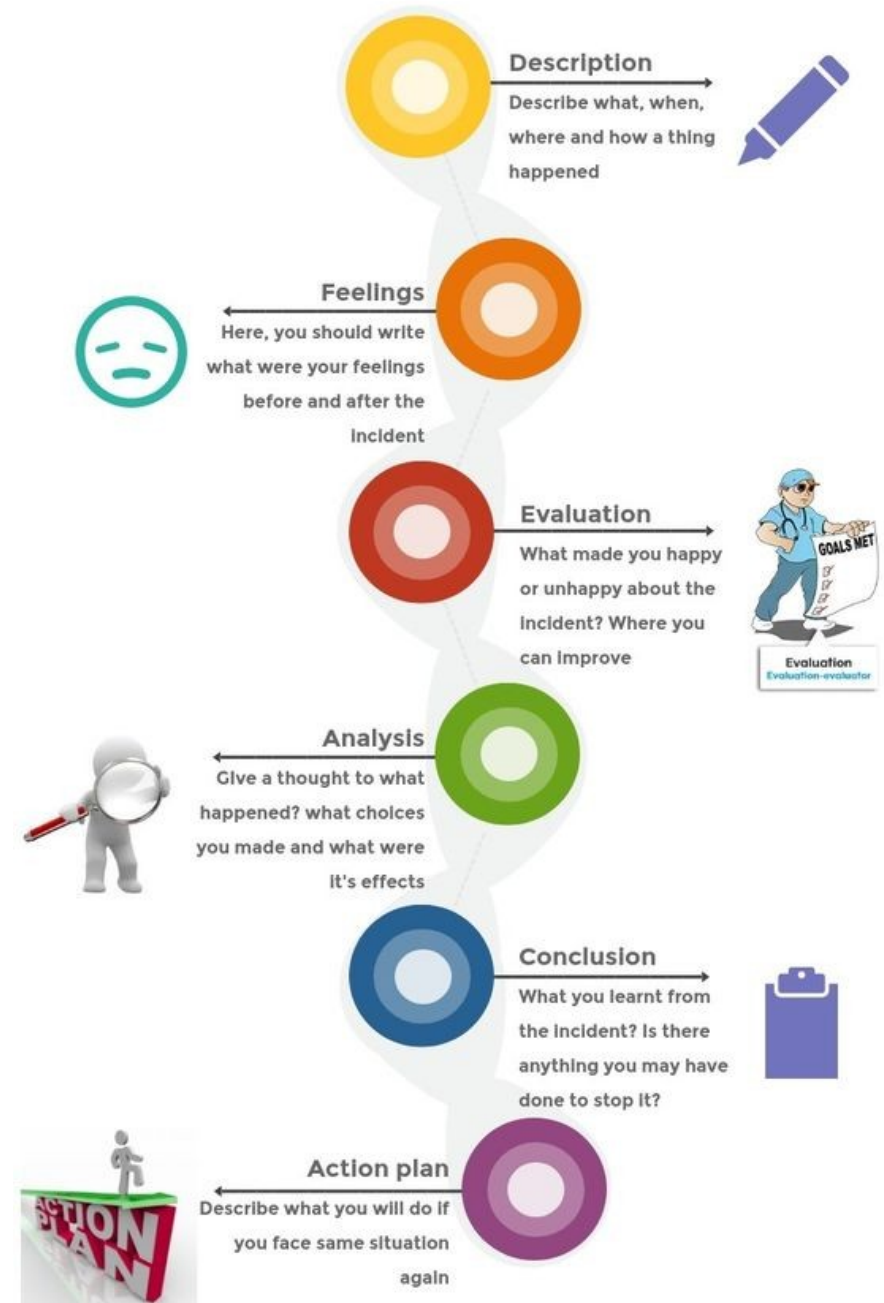 Description
Describe what, when,
where and how a thing
happened
Feelings
Here, you should write
what were your feelings
before and after the
incident
Evaluation
What made you happy
or unhappy about the
incident? Where you
can improve
GOALS MET
Evaluation
Evaluation-evaluator
Analysis
Give a thought to what
happened? what choices
you made and what were
it's effects
Conclusion
What you learnt from
the incident? Is there
anything you may have
done to stop it?
Action plan
Describe what you will do if
you face same situation
again
ACTION
PLAN